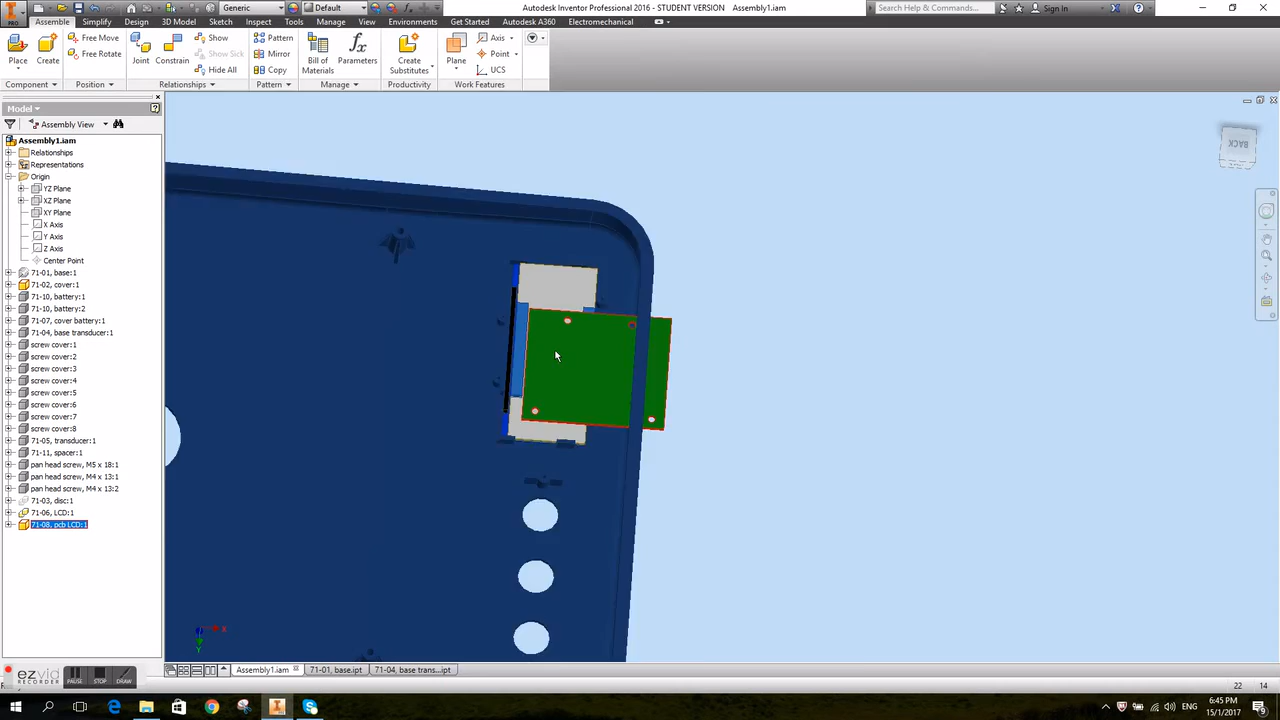 PRO
Generic
Default
Autodesk Inventor Professional 2016 - STUDENT VERSION Assembly1.iam
Search Help & Commands...
Sign In
Assemble Simplify Design 3D Model Sketch Inspect Tools Manage View Environments Get Started Autodesk A360 Electromechanical
Place
Create
Free Move
Free Rotate
Joint
Constrain
Show
Show Sick
Hide All
Pattern
Mirror
Copy
Bill of Materials
Parameters
Create Substitutes
Plane
Axis
Point
UCS
Component Position Relationships Pattern Manage Productivity Work Features
Model
Assembly View
Assembly1.iam
Relationships
Representations
Origin
YZ Plane
XZ Plane
XY Plane
X Axis
Y Axis
Z Axis
Center Point
71-01, base:1
71-02, cover:1
71-10, battery:1
71-10, battery:2
71-07, cover battery:1
71-04, base transducer:1
screw cover:1
screw cover:2
screw cover:3
screw cover:4
screw cover:5
screw cover:6
screw cover:7
screw cover:8
71-05, transducer:1
71-11, spacer:1
pan head screw, M5 x 18:1
pan head screw, M4 x 13:1
pan head screw, M4 x 13:2
71-03, disc:1
71-06, LCD:1
71-08, pcb LCD:1
BACK
X
Y
Assembly1.iam 71-01, base.ipt 71-04, base trans...ipt
ezvid
RECORDER
PAUSE STOP DRAW
22 14
ENG
6:45 PM
15/1/2017